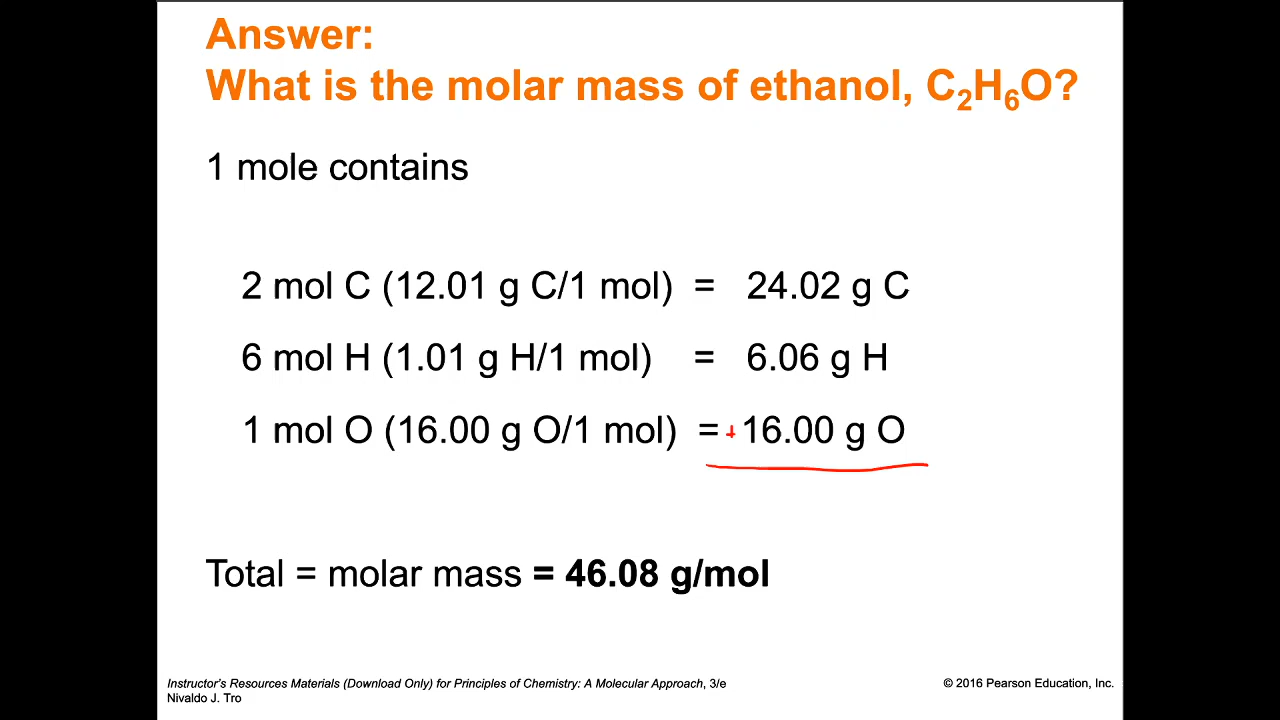 Answer:
What is the molar mass of ethanol, C₂H₆O?
1 mole contains
2 mol C (12.01 g C/1 mol) = 24.02 g C
6 mol H (1.01 g H/1 mol) = 6.06 g H
1 mol O (16.00 g O/1 mol) = +16.00 g O
Total = molar mass = 46.08 g/mol
Instructor's Resources Materials (Download Only) for Principles of Chemistry: A Molecular Approach, 3/e
Nivaldo J. Tro
© 2016 Pearson Education, Inc.